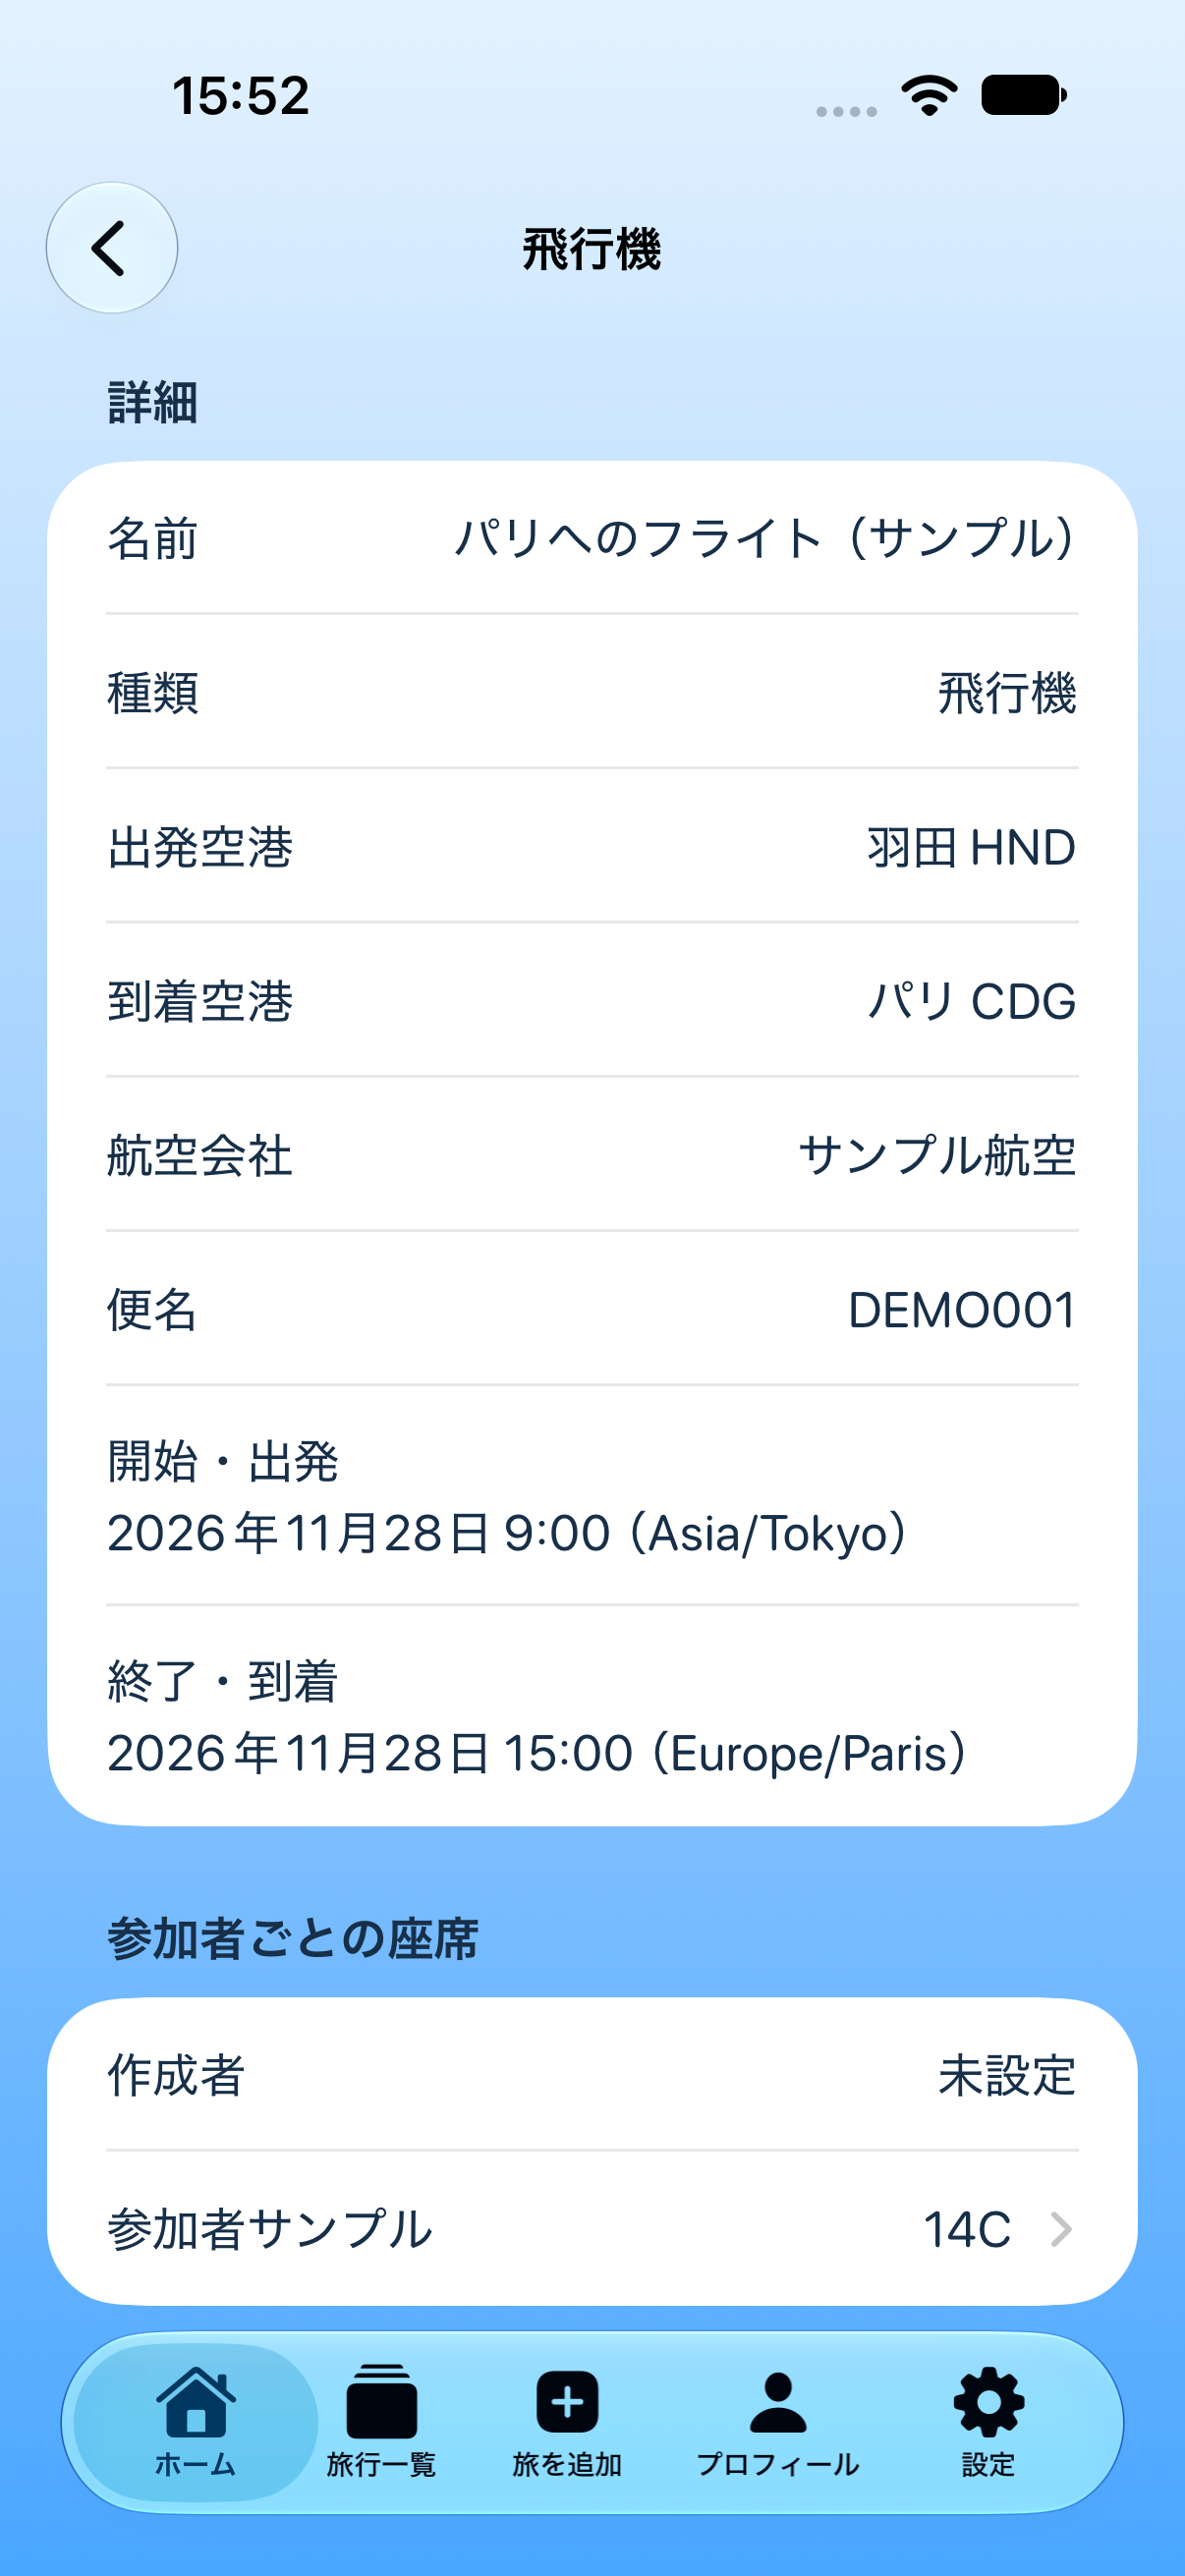 15:52
飛行機
詳細
名前 パリへのフライト（サンプル）
種類 飛行機
出発空港 羽田 HND
到着空港 パリ CDG
航空会社 サンプル航空
便名 DEMO001
開始・出発
2026年11月28日 9:00（Asia/Tokyo）
終了・到着
2026年11月28日 15:00（Europe/Paris）
参加者ごとの座席
作成者 未設定
参加者サンプル 14C
ホーム 旅行一覧 旅を追加 プロフィール 設定